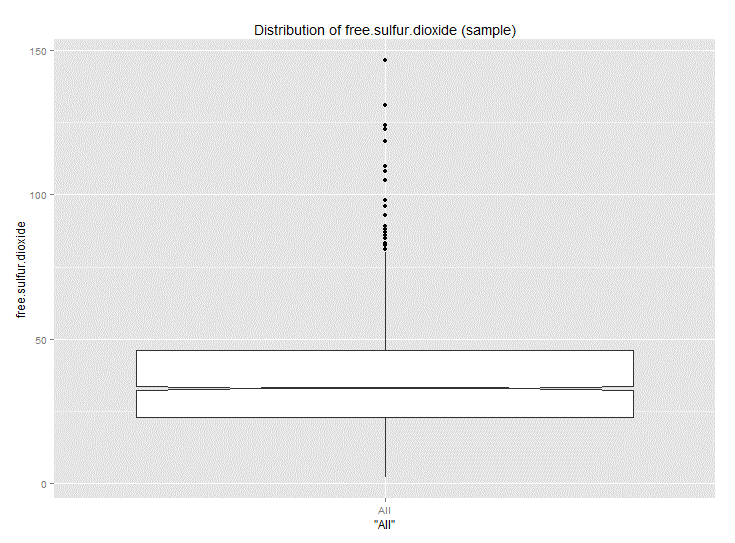 Distribution of free.sulfur.dioxide (sample)
150
100
50
0
free.sulfur.dioxide
All
"All"